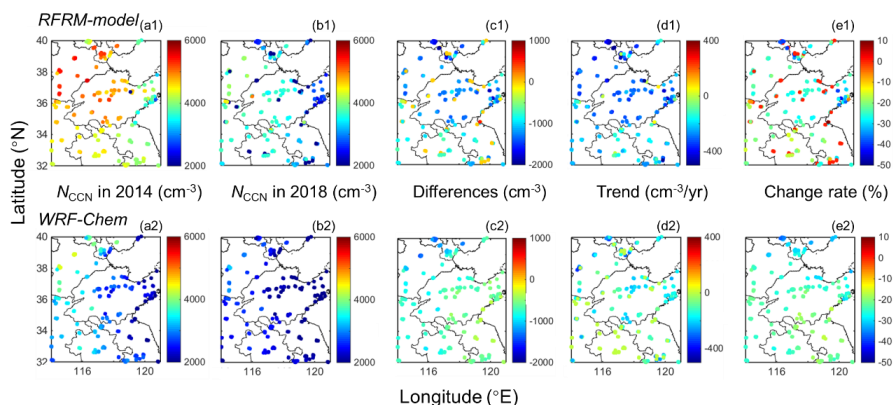 RFRM-model (a1) (b1) (c1) (d1) (e1)
40 6000 6000 1000 400 10
38 0 0
36 4000 4000 0 0 -10
34 -1000 -20 -30
32 2000 2000 -2000 -400 -40 -50
Latitude (°N)
N_CCN in 2014 (cm⁻³) N_CCN in 2018 (cm⁻³) Differences (cm⁻³) Trend (cm⁻³/yr) Change rate (%)
WRF-Chem (a2) (b2) (c2) (d2) (e2)
40 6000 6000 1000 400 10
38 0 0
36 4000 4000 0 -10
34 -1000 -20 -30
32 2000 2000 -2000 -400 -40 -50
116 120 116 120 116 120 116 120 116 120
Longitude (°E)